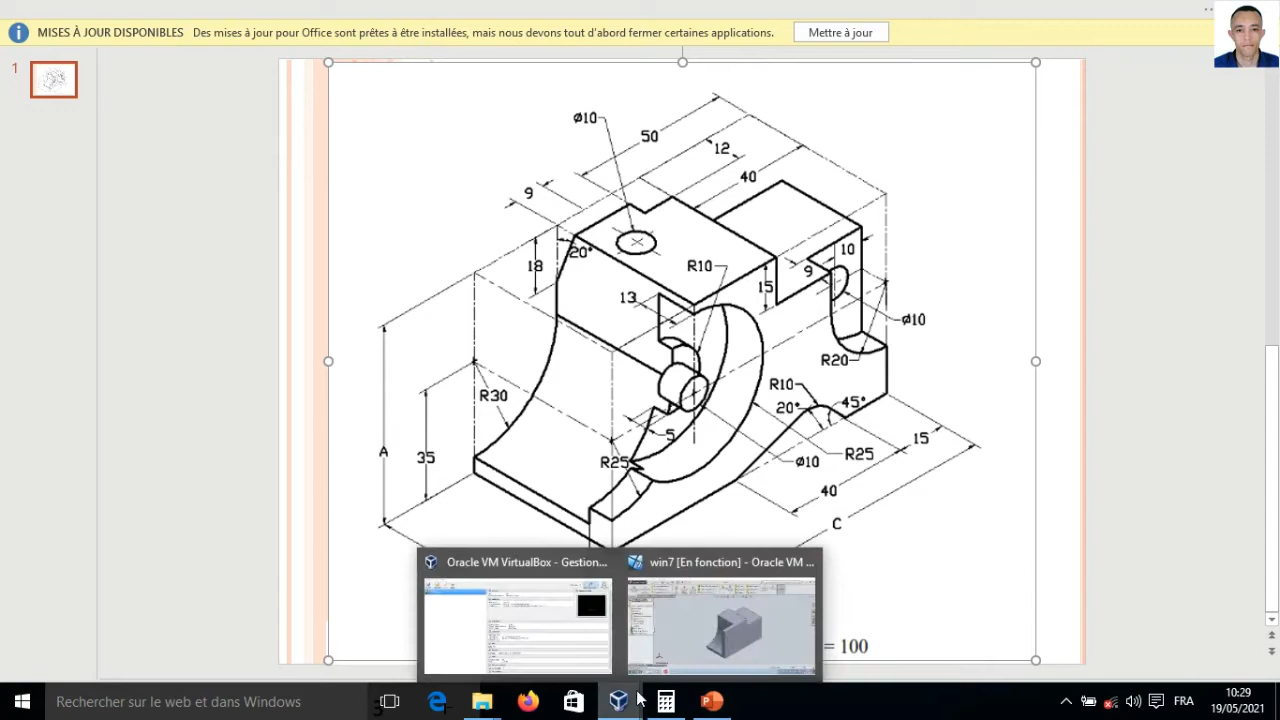 MISES À JOUR DISPONIBLES Des mises à jour pour Office sont prêtes à être installées, mais nous devons tout d'abord fermer certaines applications. Mettre à jour
1
ø10
50
12
40
9
20°
18
R10
13
15
9
10
ø10
R20
R30
R10
20°
45°
A
35
5
R25
ø10
R25
15
40
C
Oracle VM VirtualBox - Gestion...
win7 [En fonction] - Oracle VM ...
= 100
Rechercher sur le web et dans Windows
FRA
10:29
19/05/2021